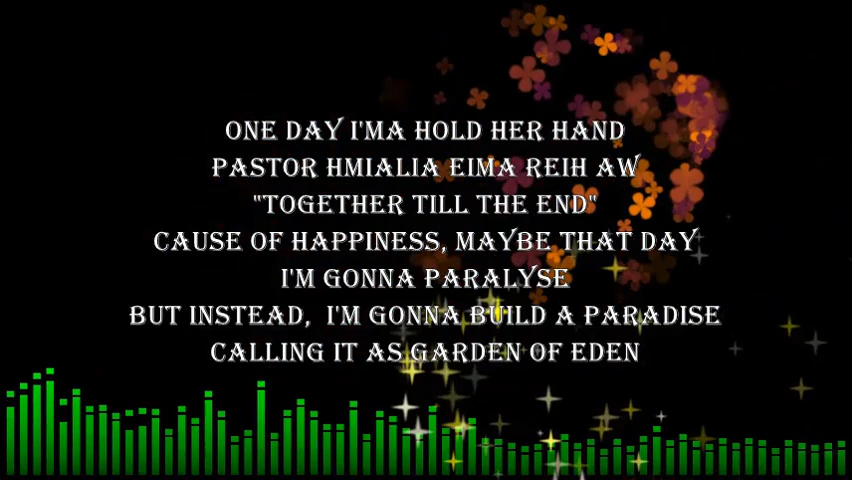 ONE DAY I'MA HOLD HER HAND
PASTOR HMIALIA EIMA REIH AW
"TOGETHER TILL THE END"
CAUSE OF HAPPINESS, MAYBE THAT DAY
I'M GONNA PARALYSE
BUT INSTEAD, I'M GONNA BUILD A PARADISE
CALLING IT AS GARDEN OF EDEN